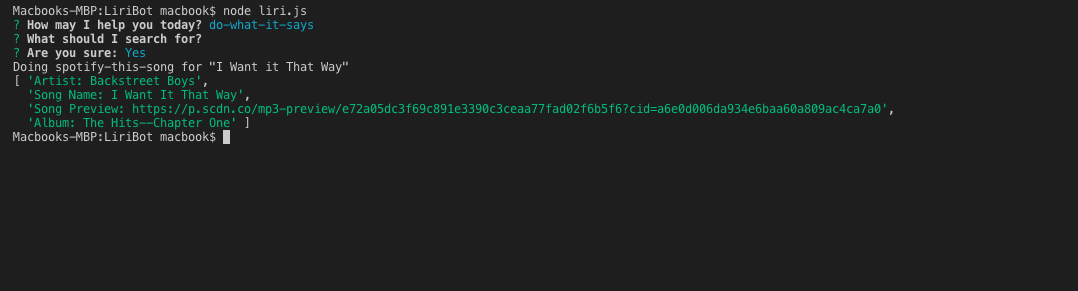 Macbooks-MBP:LiriBot macbook$ node liri.js
? How may I help you today? do-what-it-says
? What should I search for?
? Are you sure: Yes
Doing spotify-this-song for "I Want it That Way"
[ 'Artist: Backstreet Boys',
'Song Name: I Want It That Way',
'Song Preview: https://p.scdn.co/mp3-preview/e72a05dc3f69c891e3390c3ceaa77fad02f6b5f6?cid=a6e0d006da934e6baa60a809ac4ca7a0',
'Album: The Hits--Chapter One' ]
Macbooks-MBP:LiriBot macbook$